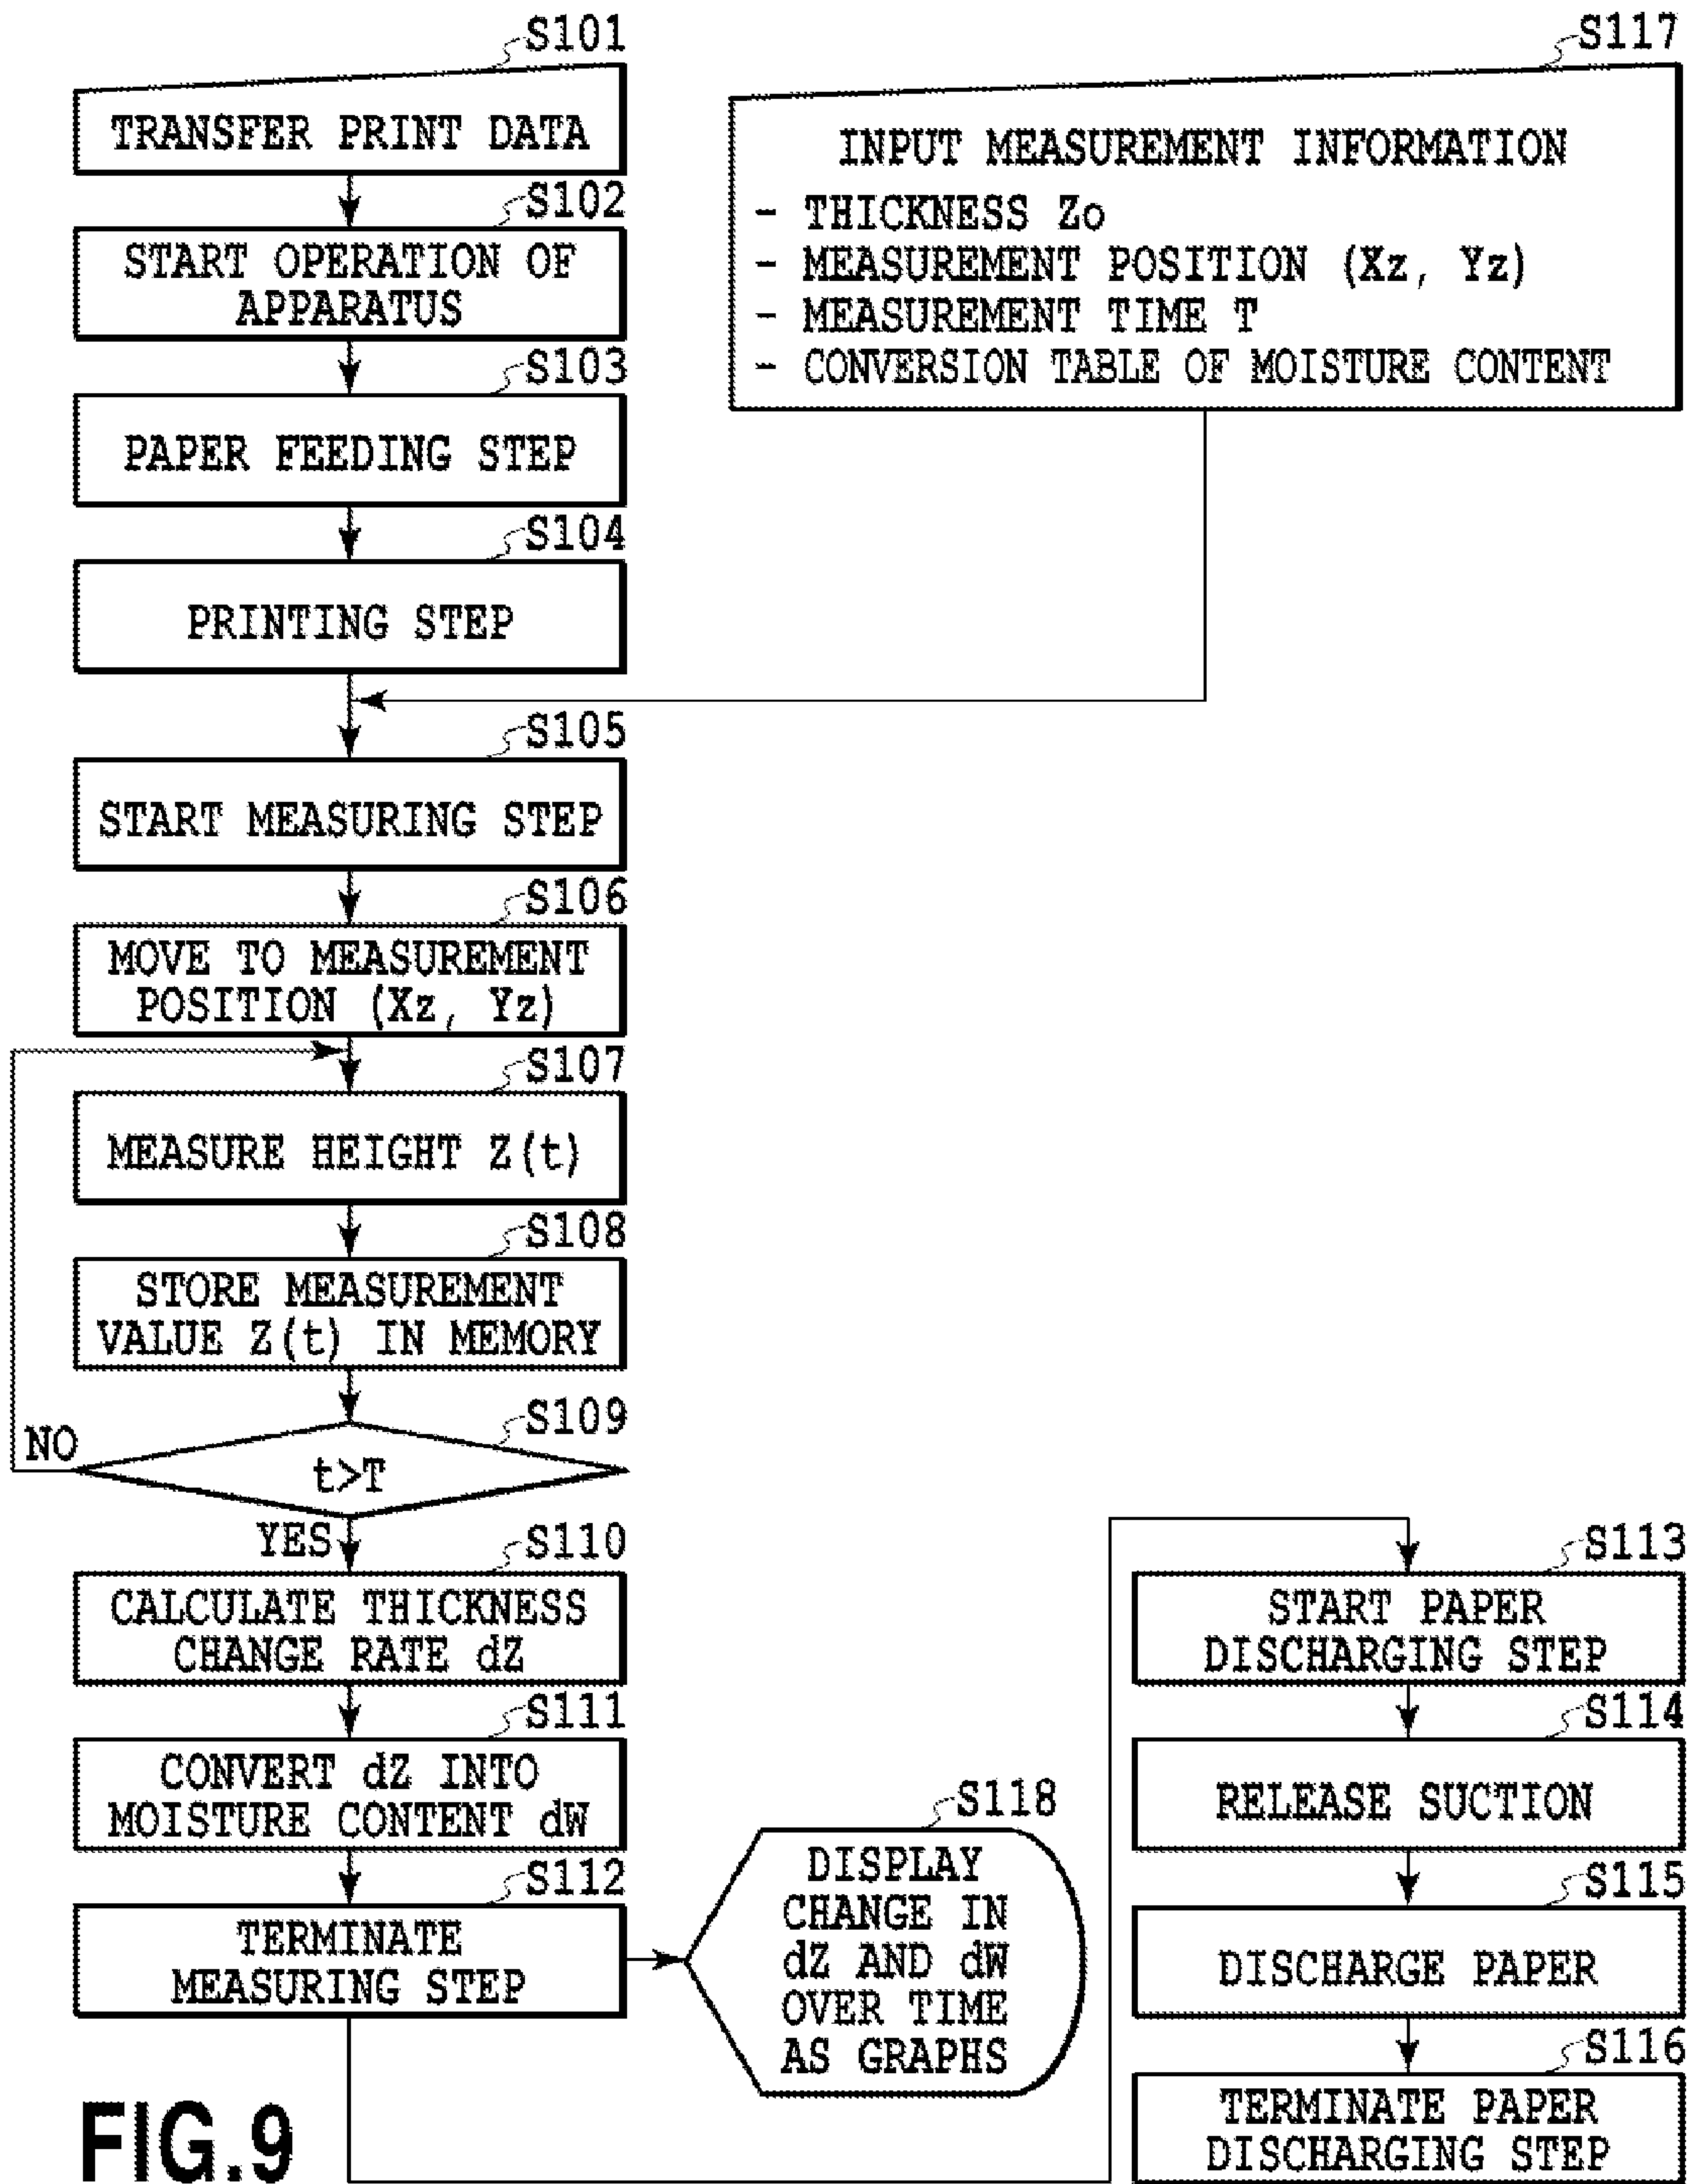 S101
TRANSFER PRINT DATA
S102
START OPERATION OF
APPARATUS
S103
PAPER FEEDING STEP
S104
PRINTING STEP
S117
INPUT MEASUREMENT INFORMATION
- THICKNESS Zo
- MEASUREMENT POSITION (Xz, Yz)
- MEASUREMENT TIME T
- CONVERSION TABLE OF MOISTURE CONTENT
S105
START MEASURING STEP
S106
MOVE TO MEASUREMENT
POSITION (Xz, Yz)
S107
MEASURE HEIGHT Z(t)
S108
STORE MEASUREMENT
VALUE Z(t) IN MEMORY
S109
NO
t>T
YES
S110
CALCULATE THICKNESS
CHANGE RATE dZ
S111
CONVERT dZ INTO
MOISTURE CONTENT dW
S112
TERMINATE
MEASURING STEP
S118
DISPLAY
CHANGE IN
dZ AND dW
OVER TIME
AS GRAPHS
S113
START PAPER
DISCHARGING STEP
S114
RELEASE SUCTION
S115
DISCHARGE PAPER
S116
TERMINATE PAPER
DISCHARGING STEP
FIG.9